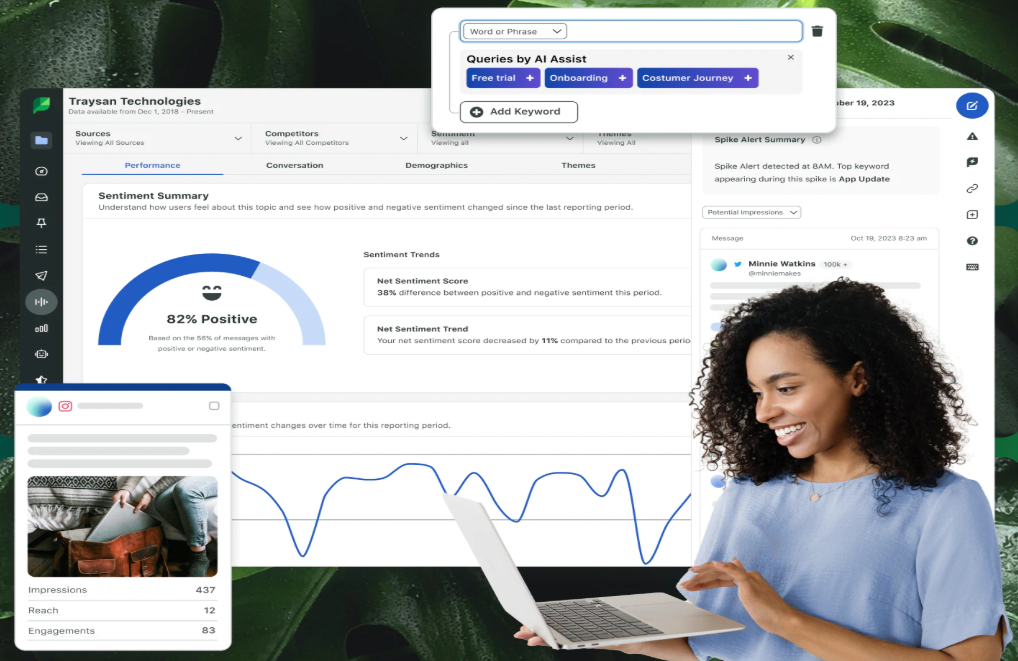 Word or Phrase
Queries by AI Assist
Free trial +
Onboarding +
Costumer Journey +
Add Keyword
Traysan Technologies
Data available from Dec 1, 2018 - Present
Sources
Viewing All Sources
Competitors
Viewing All Competitors
Sentiment
Viewing all
Themes
Viewing All
Performance
Conversation
Demographics
Themes
Sentiment Summary
Understand how users feel about this topic and see how positive and negative sentiment changed since the last reporting period.
82% Positive
Based on the 56% of messages with
positive or negative sentiment.
Sentiment Trends
Net Sentiment Score
38% difference between positive and negative sentiment this period.
Net Sentiment Trend
Your net sentiment score decreased by 11% compared to the previous perio
entiment changes over time for this reporting period.
ber 19, 2023
Spike Alert Summary
Spike Alert detected at 8AM. Top keyword
appearing during this spike is App Update
Potential Impressions
Message
Oct 19, 2023 8:23 am
Minnie Watkins 100k +
@minniemakes
Impressions 437
Reach 12
Engagements 83